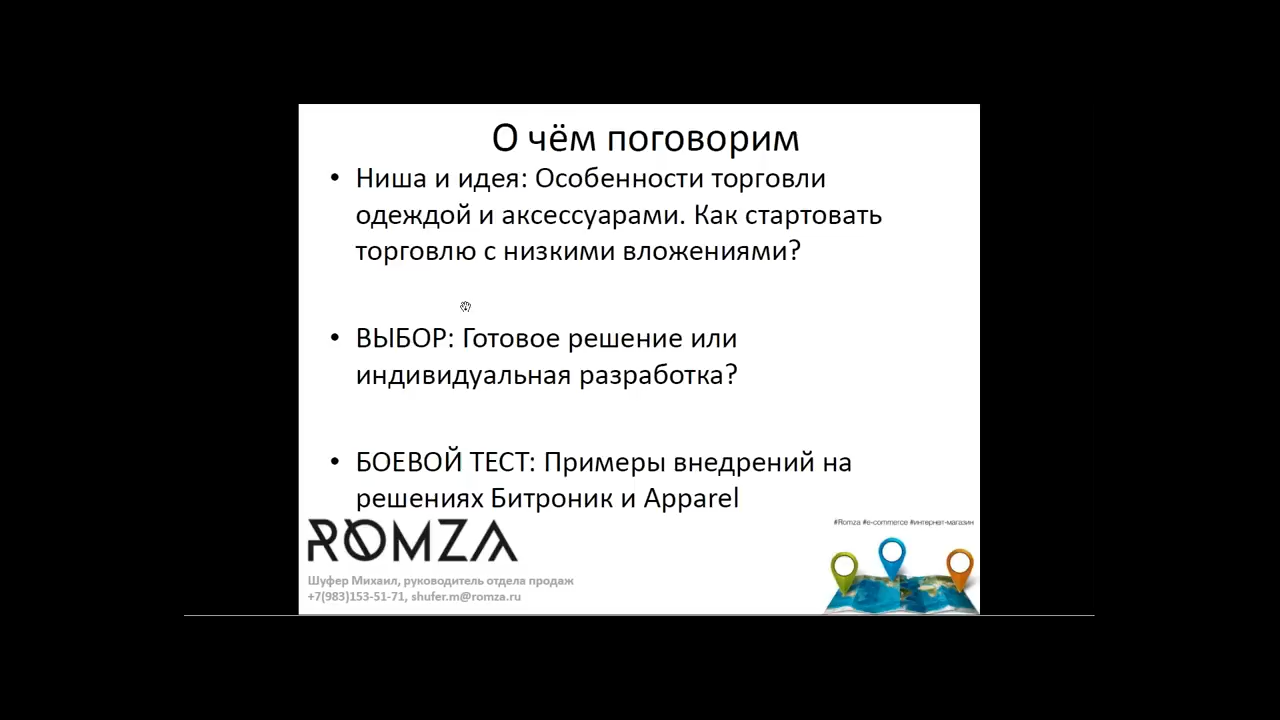 О чём поговорим
• Ниша и идея: Особенности торговли
одеждой и аксессуарами. Как стартовать
торговлю с низкими вложениями?
• ВЫБОР: Готовое решение или
индивидуальная разработка?
• БОЕВОЙ ТЕСТ: Примеры внедрений на
решениях Битроник и Apparel
ROMZA
#Romza #e-commerce #интернет-магазин
Шуфер Михаил, руководитель отдела продаж
+7(983)153-51-71, shufer.m@romza.ru